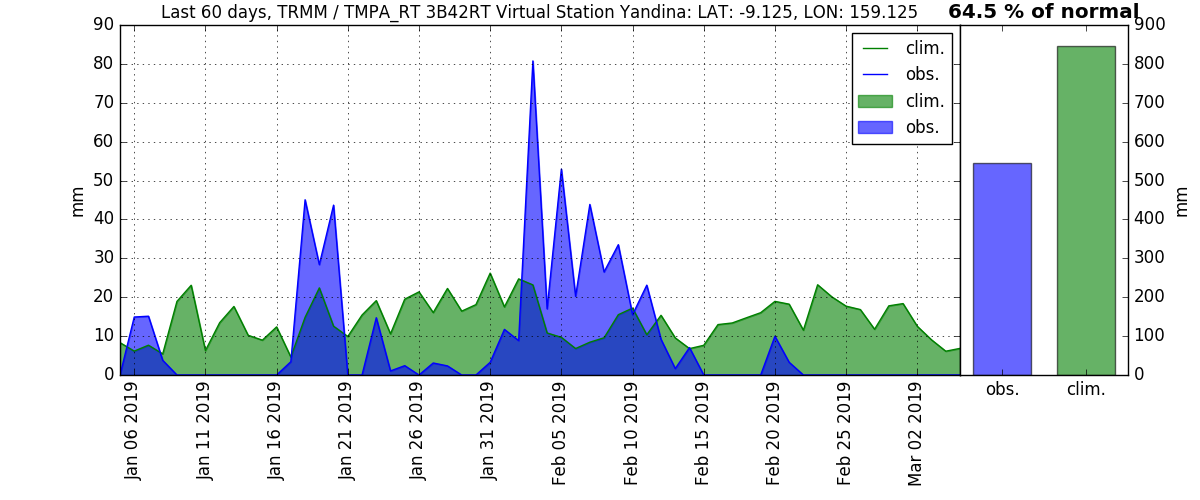 Last 60 days, TRMM / TMPA_RT 3B42RT Virtual Station Yandina: LAT: -9.125, LON: 159.125
64.5 % of normal
90
80
70
60
50
40
30
20
10
0
mm
clim.
obs.
clim.
obs.
Jan 06 2019
Jan 11 2019
Jan 16 2019
Jan 21 2019
Jan 26 2019
Jan 31 2019
Feb 05 2019
Feb 10 2019
Feb 15 2019
Feb 20 2019
Feb 25 2019
Mar 02 2019
900
800
700
600
500
400
300
200
100
0
mm
obs.
clim.